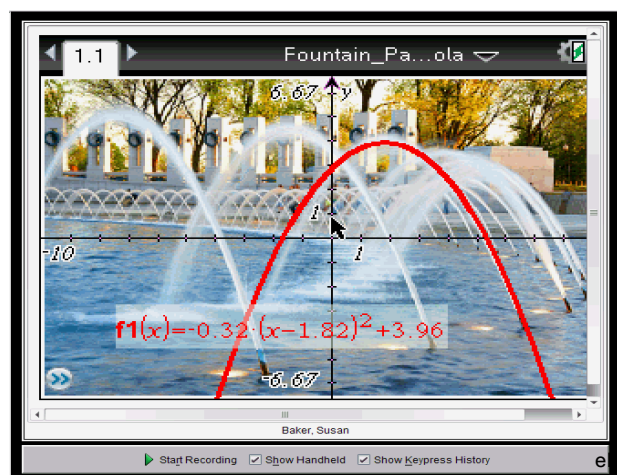 1.1 Fountain_Pa...ola
6.67 y
1
-10 1
f1(x)=-0.32·(x-1.82)²+3.96
-6.67
Baker, Susan
Start Recording Show Handheld Show Keypress History e